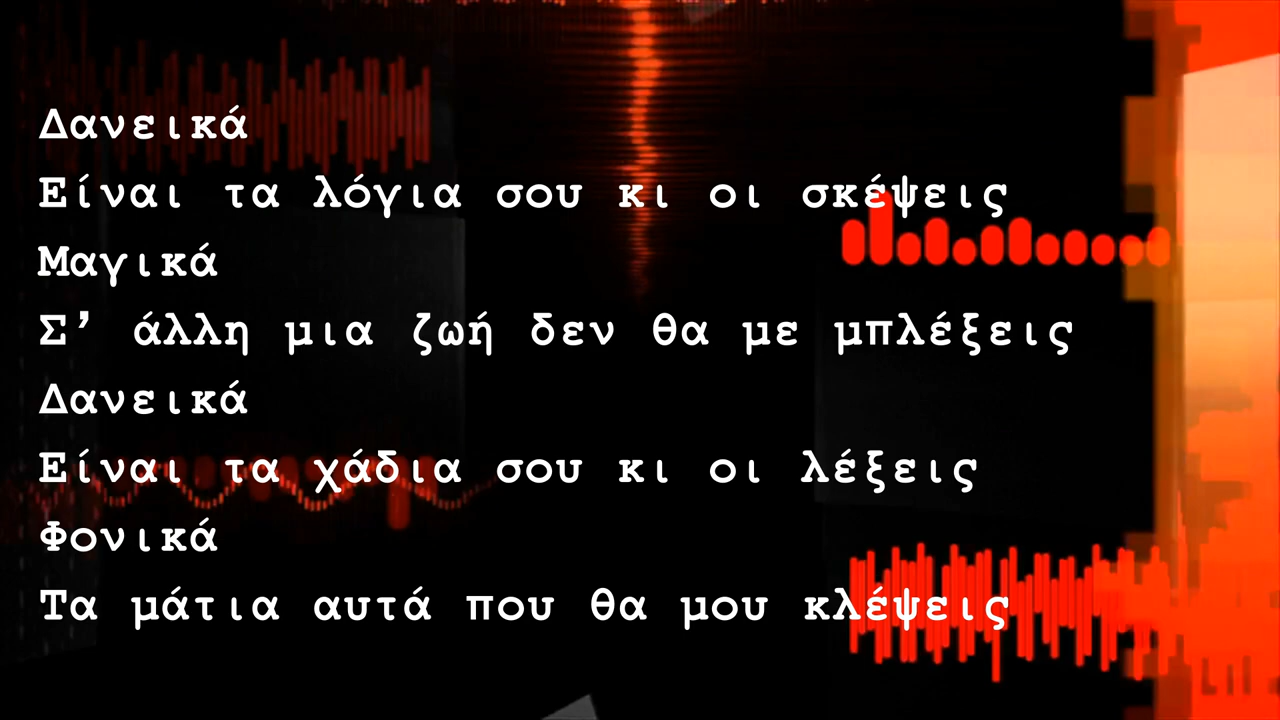 Δανεικά
Είναι τα λόγια σου κι οι σκέψεις
Μαγικά
Σ’ άλλη μια ζωή δεν θα με μπλέξεις
Δανεικά
Είναι τα χάδια σου κι οι λέξεις
Φονικά
Τα μάτια αυτά που θα μου κλέψεις